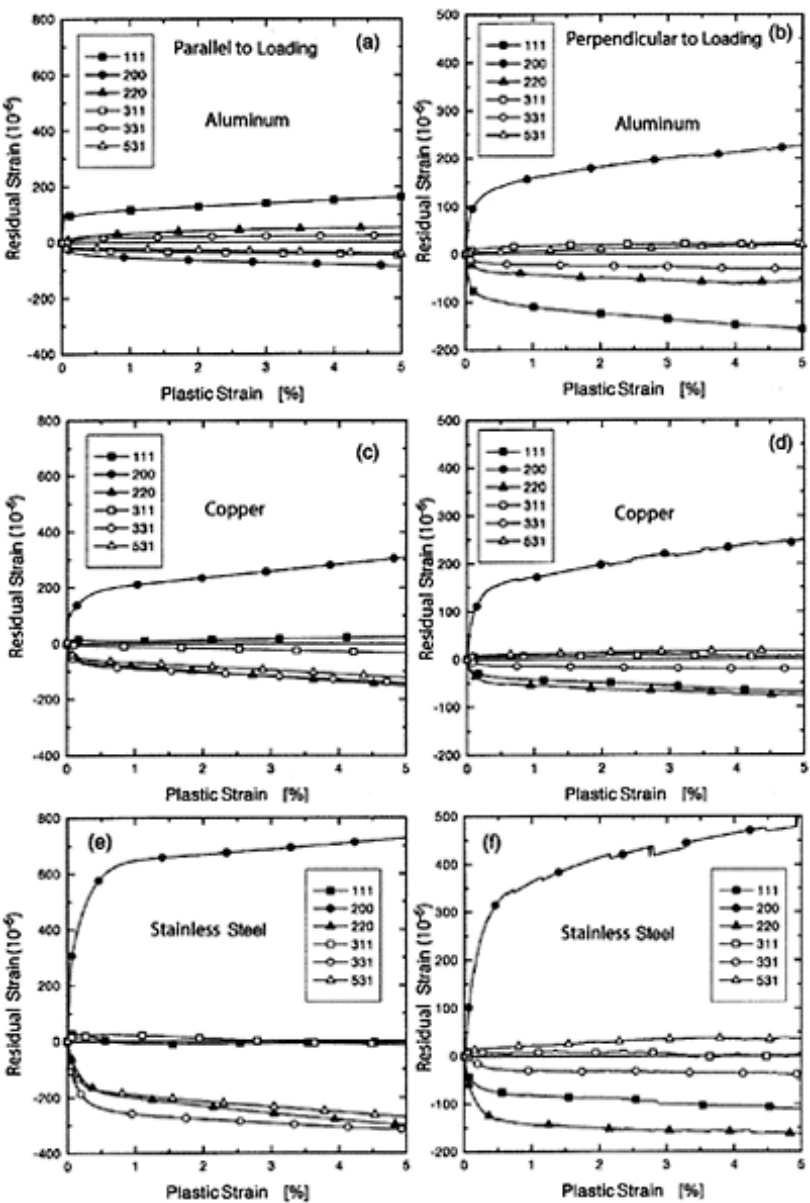 (a)
Parallel to Loading
Aluminum
111
200
220
311
331
531
Residual Strain (10⁻⁶)
800
600
400
200
0
-200
-400
0 1 2 3 4 5
Plastic Strain [%]
(b)
Perpendicular to Loading
Aluminum
111
200
220
311
331
531
Residual Strain (10⁻⁶)
500
400
300
200
100
0
-100
-200
0 1 2 3 4 5
Plastic Strain [%]
(c)
Copper
111
200
220
311
331
531
Residual Strain (10⁻⁶)
800
600
400
200
0
-200
-400
0 1 2 3 4 5
Plastic Strain [%]
(d)
Copper
111
200
220
311
331
531
Residual Strain (10⁻⁶)
500
400
300
200
100
0
-100
-200
0 1 2 3 4 5
Plastic Strain [%]
(e)
Stainless Steel
111
200
220
311
331
531
Residual Strain (10⁻⁶)
800
600
400
200
0
-200
-400
0 1 2 3 4 5
Plastic Strain [%]
(f)
Stainless Steel
111
200
220
311
331
531
Residual Strain (10⁻⁶)
500
400
300
200
100
0
-100
-150
0 1 2 3 4 5
Plastic Strain [%]